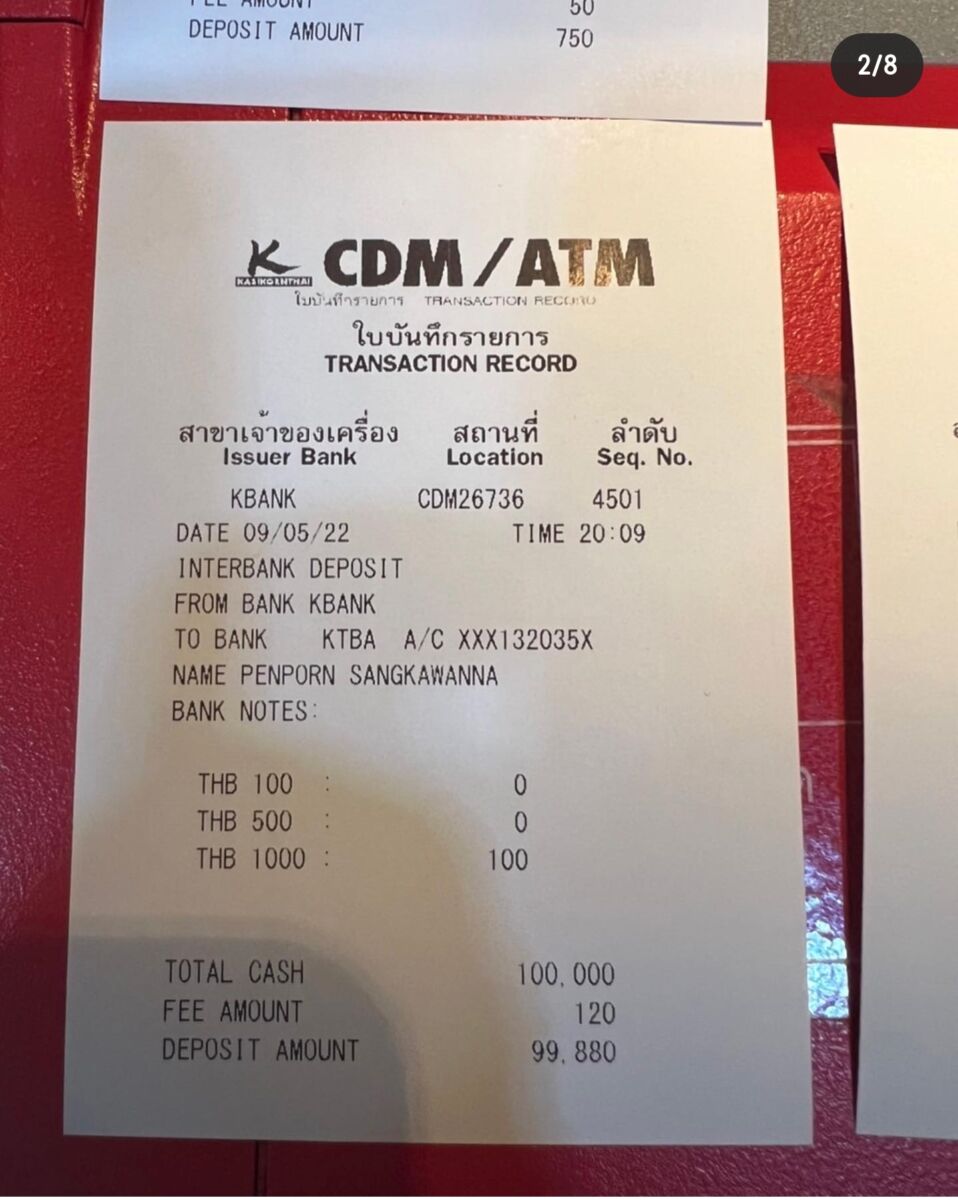 FEE AMOUNT 50
DEPOSIT AMOUNT 750
2/8
K CDM/ATM
KASIKORNTHAI
ใบบันทึกรายการ TRANSACTION RECORD
ใบบันทึกรายการ
TRANSACTION RECORD
สาขาเจ้าของเครื่อง สถานที่ ลำดับ
Issuer Bank Location Seq. No.
KBANK CDM26736 4501
DATE 09/05/22 TIME 20:09
INTERBANK DEPOSIT
FROM BANK KBANK
TO BANK KTBA A/C XXX132035X
NAME PENPORN SANGKAWANNA
BANK NOTES:
THB 100 : 0
THB 500 : 0
THB 1000 : 100
TOTAL CASH 100,000
FEE AMOUNT 120
DEPOSIT AMOUNT 99,880